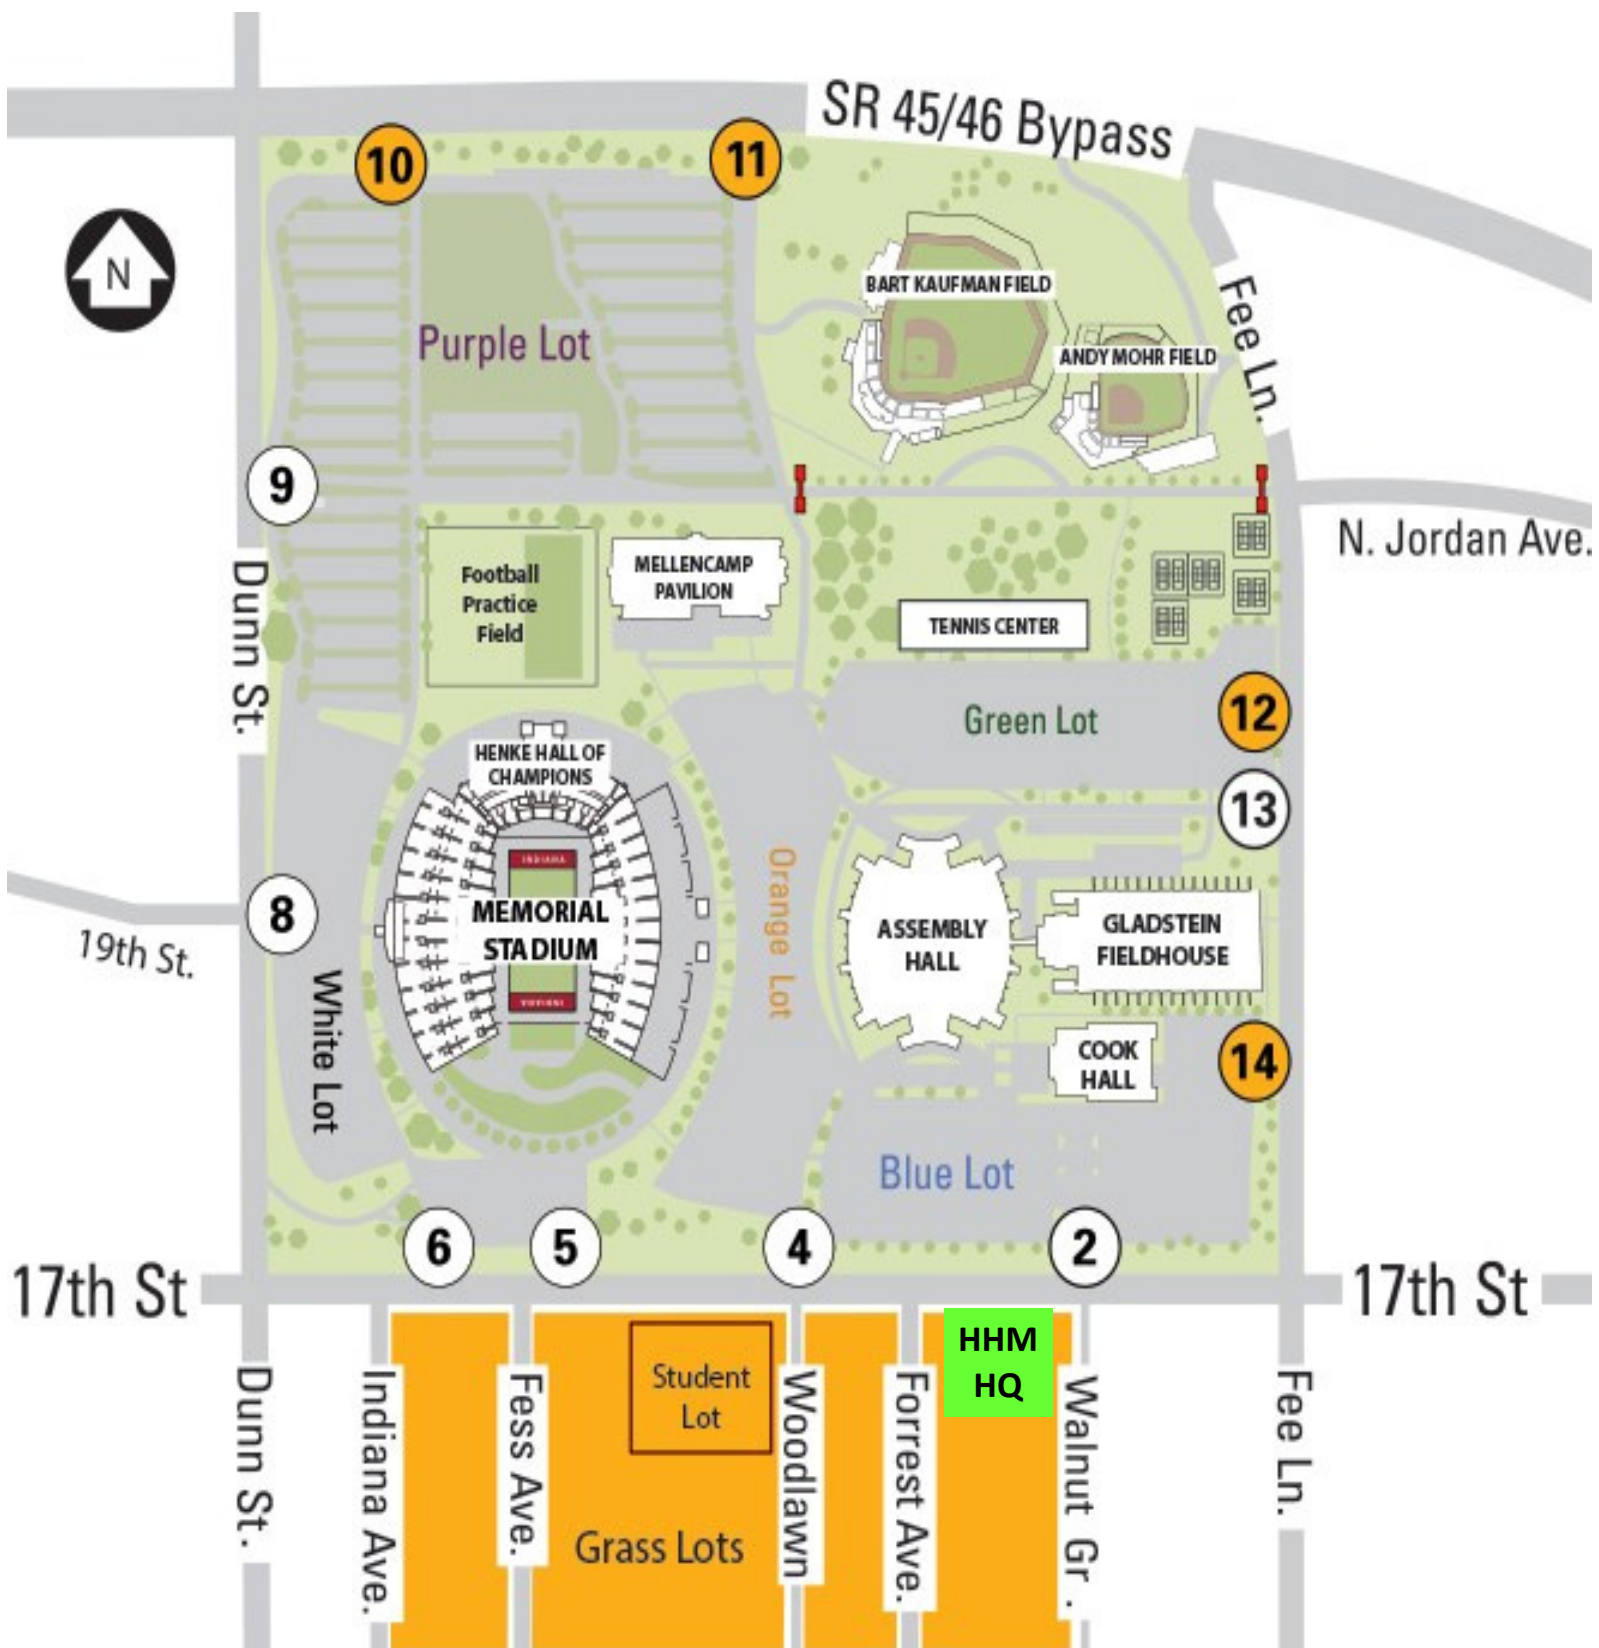 SR 45/46 Bypass
10
11
N
BART KAUFMAN FIELD
Fee Ln.
Purple Lot
ANDY MOHR FIELD
9
N. Jordan Ave.
Dunn St.
Football
Practice
Field
MELLENCAMP
PAVILION
TENNIS CENTER
12
Green Lot
HENKE HALL OF
CHAMPIONS
13
INDIANA
Orange Lot
8
MEMORIAL
STADIUM
ASSEMBLY
HALL
GLADSTEIN
FIELDHOUSE
19th St.
White Lot
INDIANA
COOK
HALL
14
Blue Lot
6
5
4
2
17th St
17th St
HHM
HQ
Student
Lot
Dunn St.
Indiana Ave.
Fess Ave.
Woodlawn
Forrest Ave.
Walnut Gr.
Fee Ln.
Grass Lots